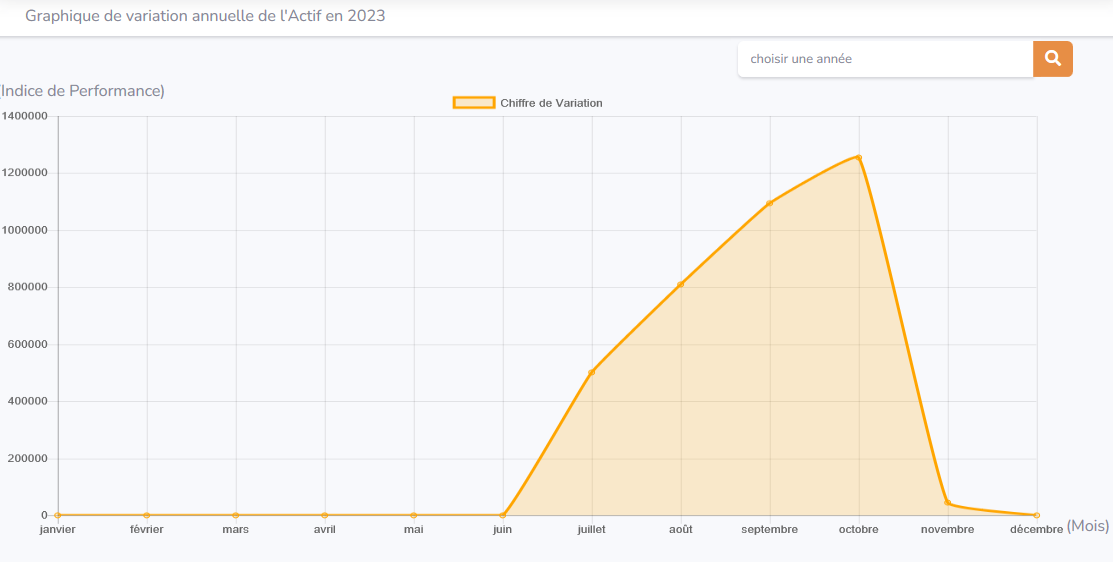 Graphique de variation annuelle de l'Actif en 2023
choisir une année
(Indice de Performance)
Chiffre de Variation
1400000
1200000
1000000
800000
600000
400000
200000
0
janvier février mars avril mai juin juillet août septembre octobre novembre décembre (Mois)